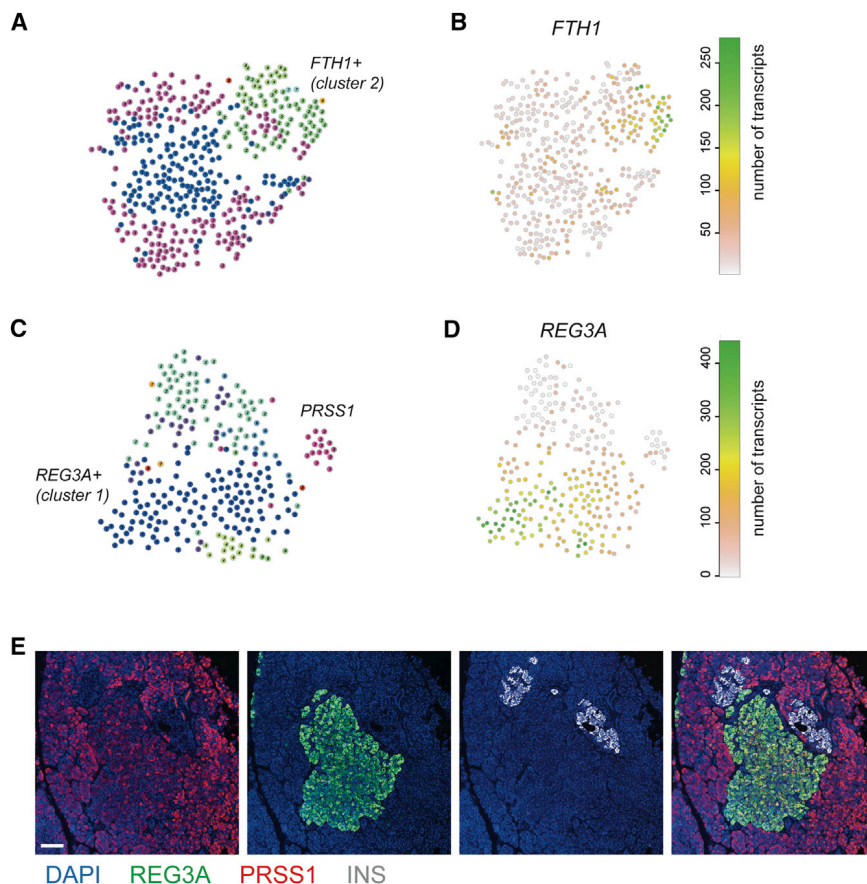 A
FTH1+
(cluster 2)
B
FTH1
250
200
150
100
50
number of transcripts
C
PRSS1
REG3A+
(cluster 1)
D
REG3A
400
300
200
100
0
number of transcripts
E
DAPI REG3A PRSS1 INS